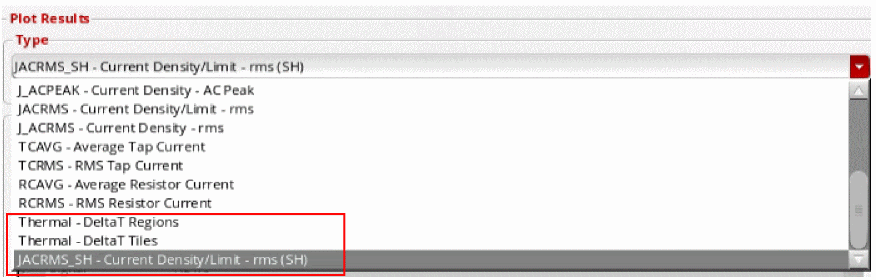 Plot Results
Type
JACRMS_SH - Current Density/Limit - rms (SH)
J_ACPEAK - Current Density - AC Peak
JACRMS - Current Density/Limit - rms
J_ACRMS - Current Density - rms
TCAVG - Average Tap Current
TCRMS - RMS Tap Current
RCAVG - Average Resistor Current
RCRMS - RMS Resistor Current
Thermal - DeltaT Regions
Thermal - DeltaT Tiles
JACRMS_SH - Current Density/Limit - rms (SH)